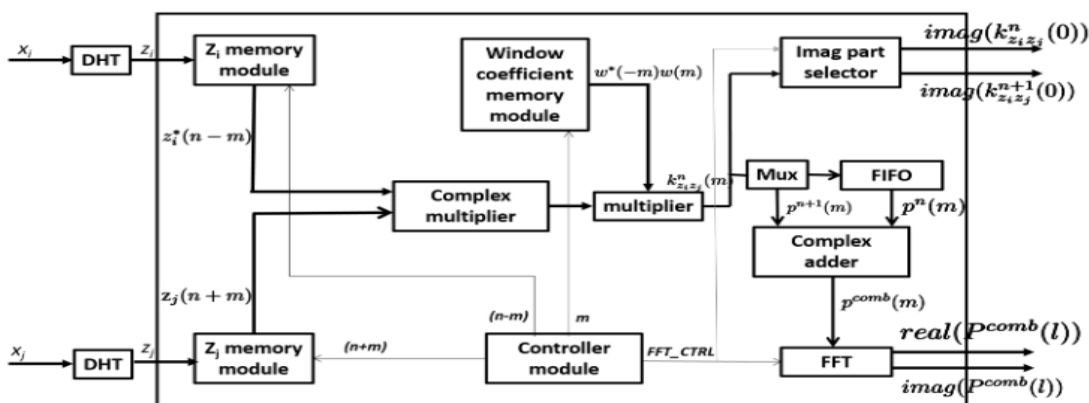 X_i
DHT
Z_i
Z_i memory
module
z_i^*(n − m)
Window
coefficient
memory
module
w^*(−m)w(m)
Imag part
selector
imag(k^n_{z_i z_j}(0))
imag(k^{n+1}_{z_i z_j}(0))
Complex
multiplier
multiplier
k^n_{z_i z_j}(m)
Mux
FIFO
p^{n+1}(m)
p^n(m)
Complex
adder
p^{comb}(m)
z_j(n + m)
X_j
DHT
Z_j
Z_j memory
module
(n+m)
(n-m)
m
Controller
module
FFT_CTRL
FFT
real(P^{comb}(l))
imag(P^{comb}(l))